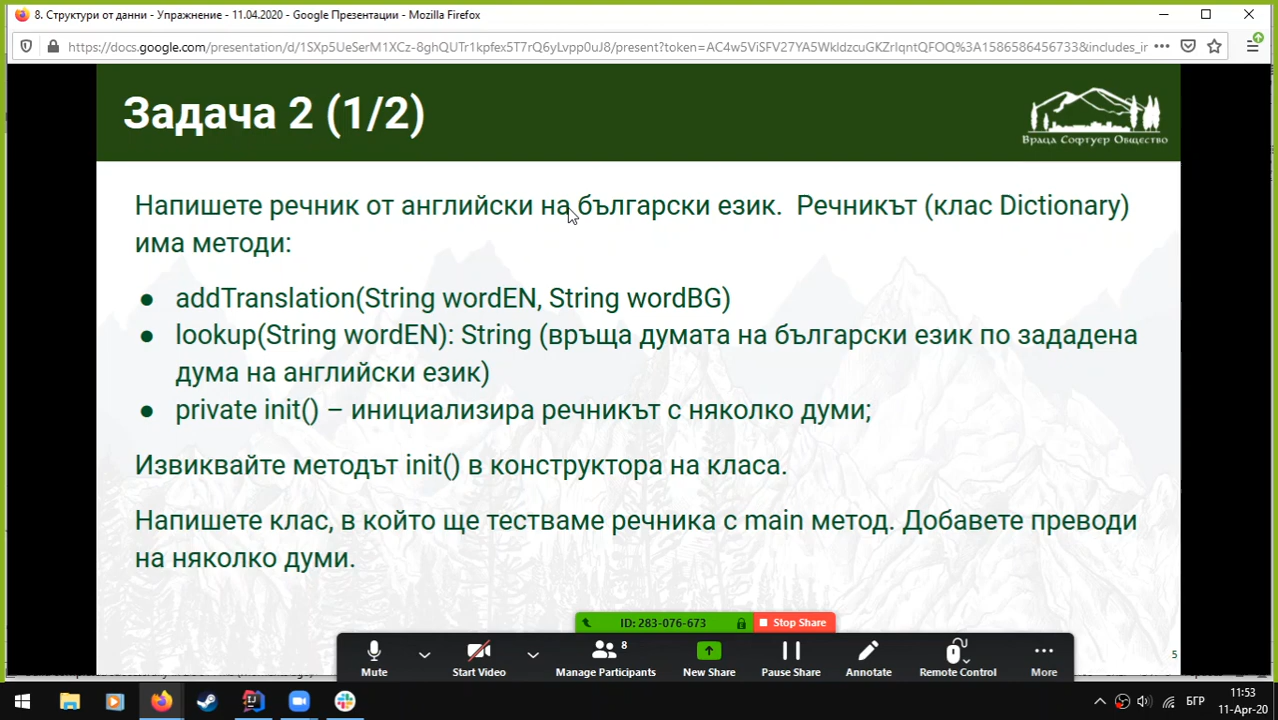 8. Структури от данни - Упражнение - 11.04.2020 - Google Презентации - Mozilla Firefox
https://docs.google.com/presentation/d/1SXp5UeSerM1XCz-8ghQUTr1kpfex5T7rQ6yLvpp0uJ8/present?token=AC4w5ViSFV27YA5WkldzcuGKZrIqntQFOQ%3A1586586456733&includes_ir
Задача 2 (1/2)
Враца Софтуер Общество
Напишете речник от английски на български език. Речникът (клас Dictionary)
има методи:
● addTranslation(String wordEN, String wordBG)
● lookup(String wordEN): String (връща думата на български език по зададена
дума на английски език)
● private init() – инициализира речникът с няколко думи;
Извиквайте методът init() в конструктора на класа.
Напишете клас, в който ще тестваме речника с main метод. Добавете преводи
на няколко думи.
ID: 283-076-673 Stop Share
8
Mute Start Video Manage Participants New Share Pause Share Annotate Remote Control More
5
БГР
11:53
11-Apr-20